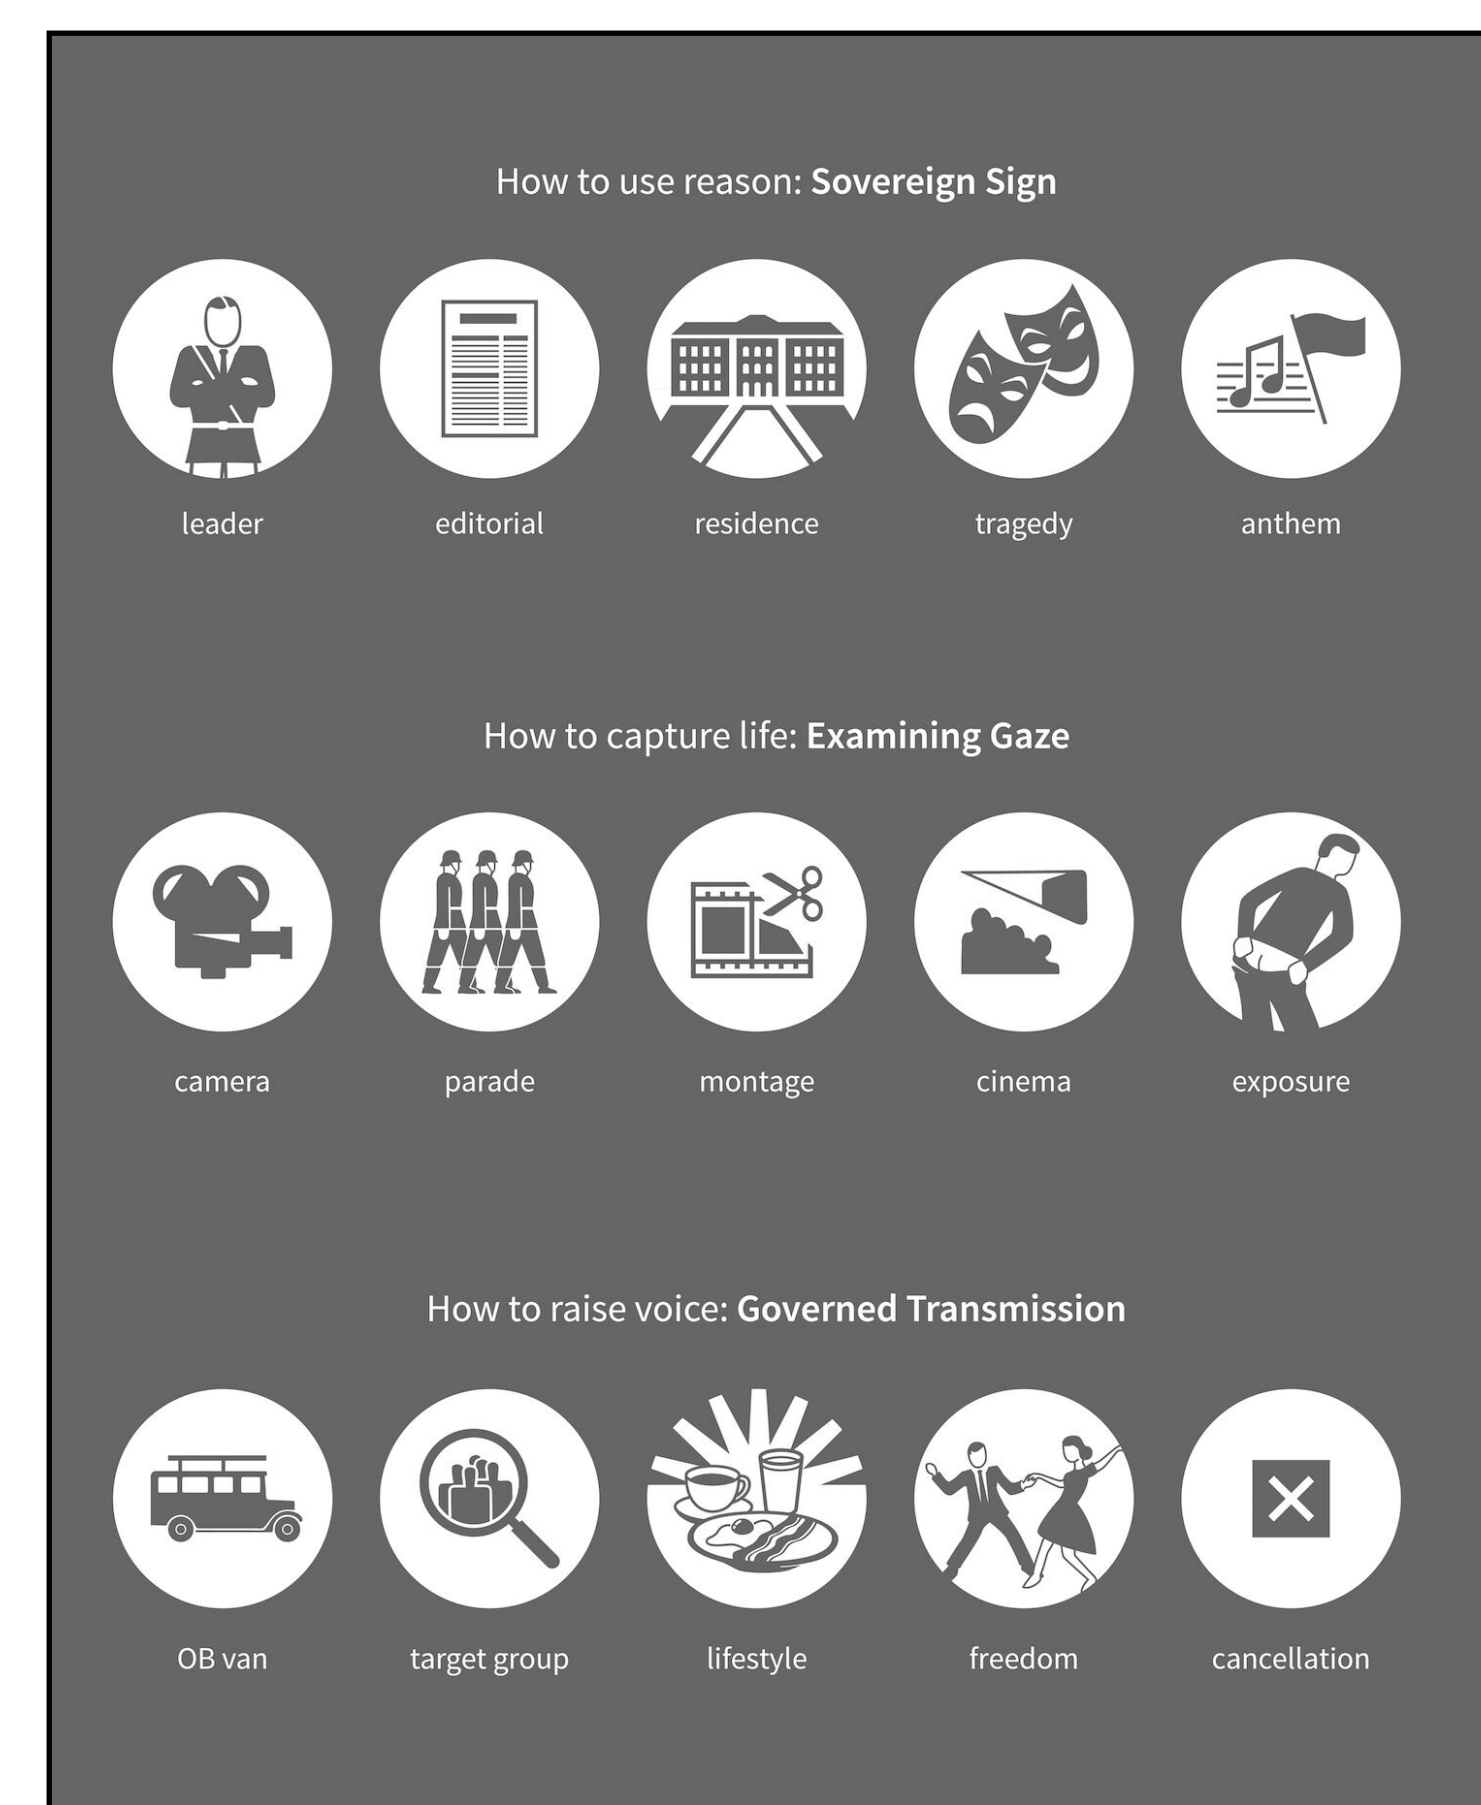 How to use reason: Sovereign Sign
leader editorial residence tragedy anthem
How to capture life: Examining Gaze
camera parade montage cinema exposure
How to raise voice: Governed Transmission
OB van target group lifestyle freedom cancellation